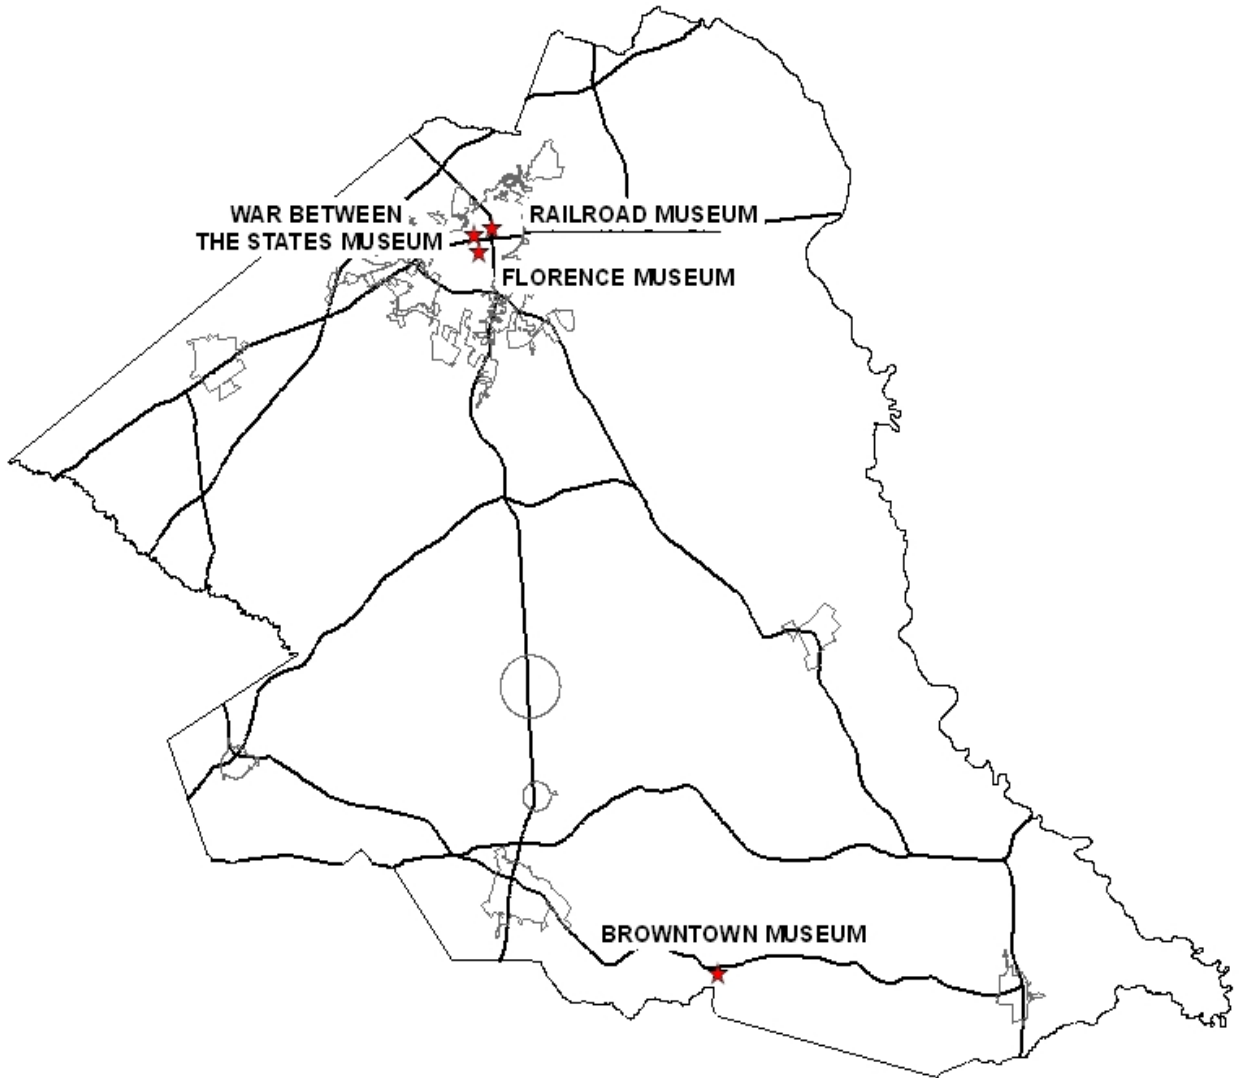 WAR BETWEEN
THE STATES MUSEUM
RAILROAD MUSEUM
FLORENCE MUSEUM
BROWNTOWN MUSEUM